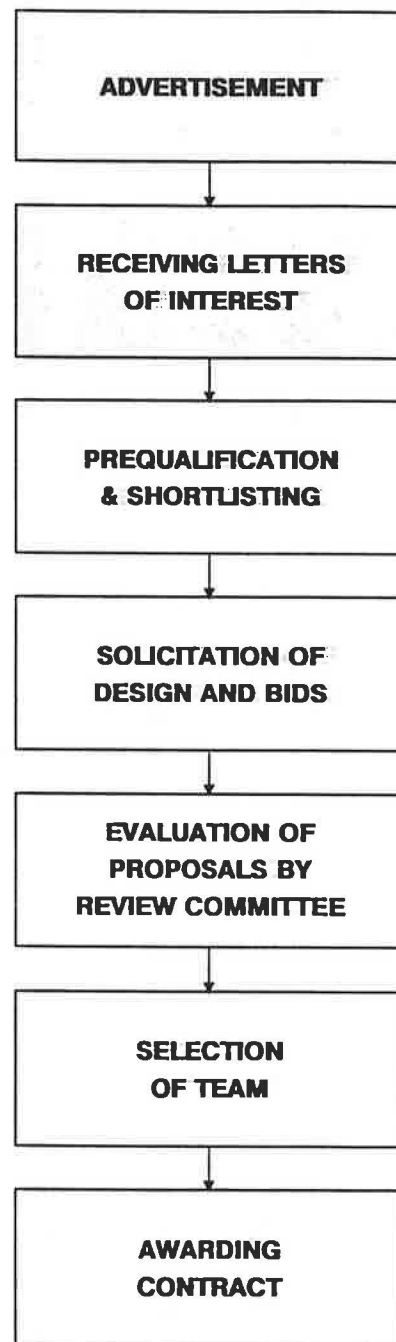 ADVERTISEMENT
RECEIVING LETTERS
OF INTEREST
PREQUALIFICATION
& SHORTLISTING
SOLICITATION OF
DESIGN AND BIDS
EVALUATION OF
PROPOSALS BY
REVIEW COMMITTEE
SELECTION
OF TEAM
AWARDING
CONTRACT